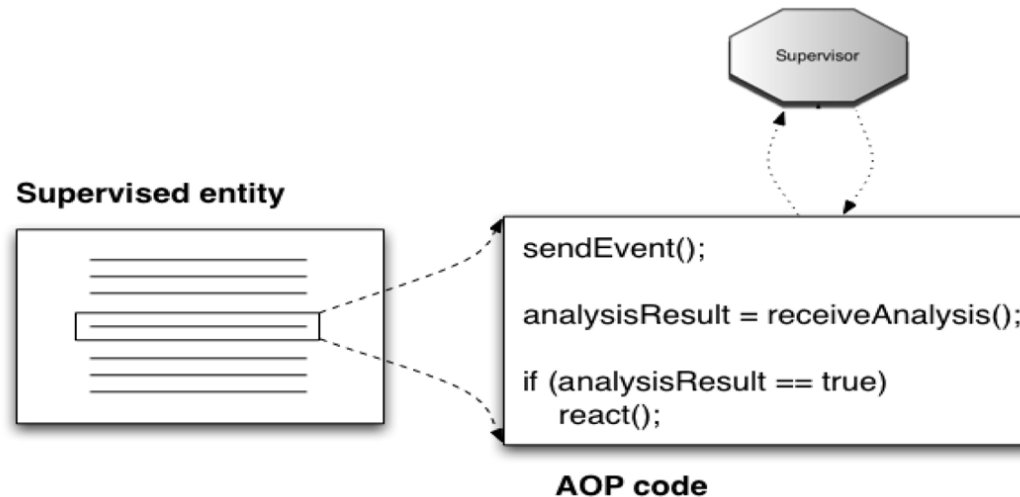 Supervisor
Supervised entity
sendEvent();
analysisResult = receiveAnalysis();
if (analysisResult == true)
react();
AOP code